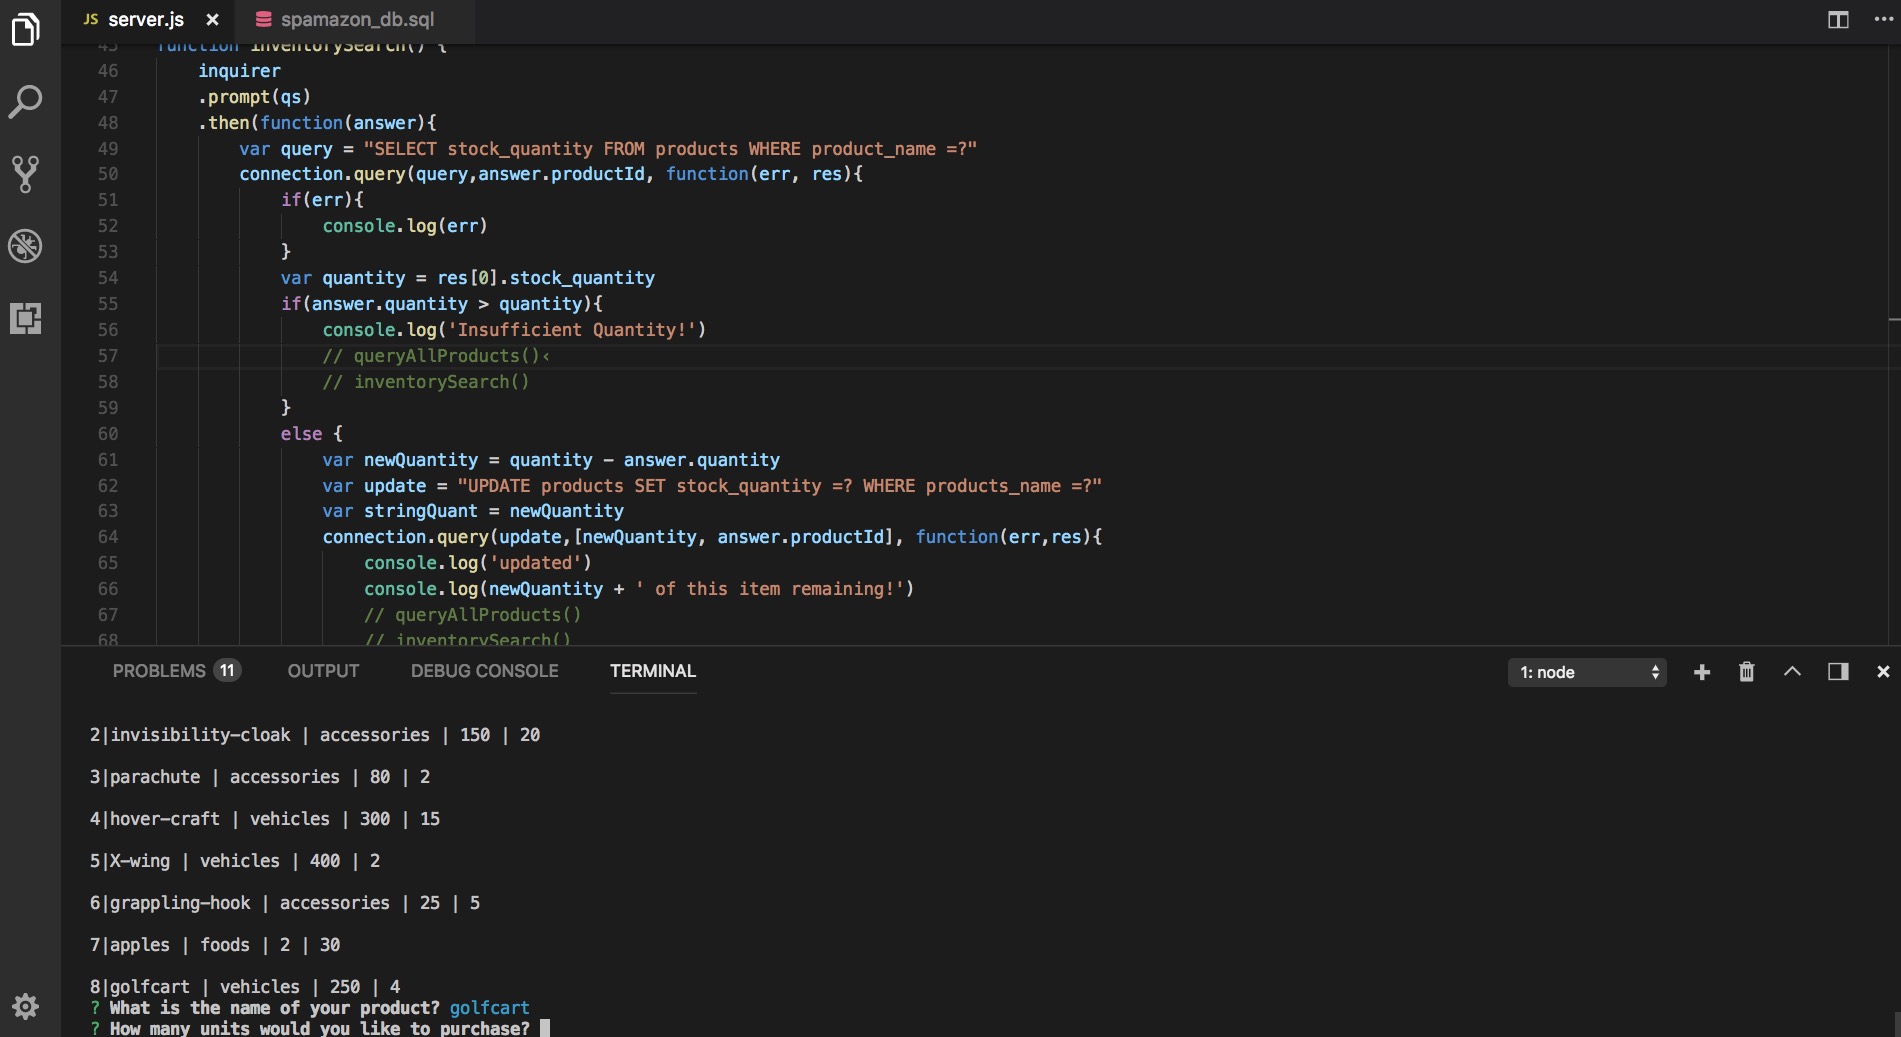 JS server.js ×
spamazon_db.sql
45 function inventorySearch() {
46 inquirer
47 .prompt(qs)
48 .then(function(answer){
49 var query = "SELECT stock_quantity FROM products WHERE product_name =?"
50 connection.query(query,answer.productId, function(err, res){
51 if(err){
52 console.log(err)
53 }
54 var quantity = res[0].stock_quantity
55 if(answer.quantity > quantity){
56 console.log('Insufficient Quantity!')
57 // queryAllProducts()‹
58 // inventorySearch()
59 }
60 else {
61 var newQuantity = quantity - answer.quantity
62 var update = "UPDATE products SET stock_quantity =? WHERE products_name =?"
63 var stringQuant = newQuantity
64 connection.query(update,[newQuantity, answer.productId], function(err,res){
65 console.log('updated')
66 console.log(newQuantity + ' of this item remaining!')
67 // queryAllProducts()
68 // inventorySearch()
PROBLEMS 11 OUTPUT DEBUG CONSOLE TERMINAL 1: node
2|invisibility-cloak | accessories | 150 | 20
3|parachute | accessories | 80 | 2
4|hover-craft | vehicles | 300 | 15
5|X-wing | vehicles | 400 | 2
6|grappling-hook | accessories | 25 | 5
7|apples | foods | 2 | 30
8|golfcart | vehicles | 250 | 4
? What is the name of your product? golfcart
? How many units would you like to purchase?